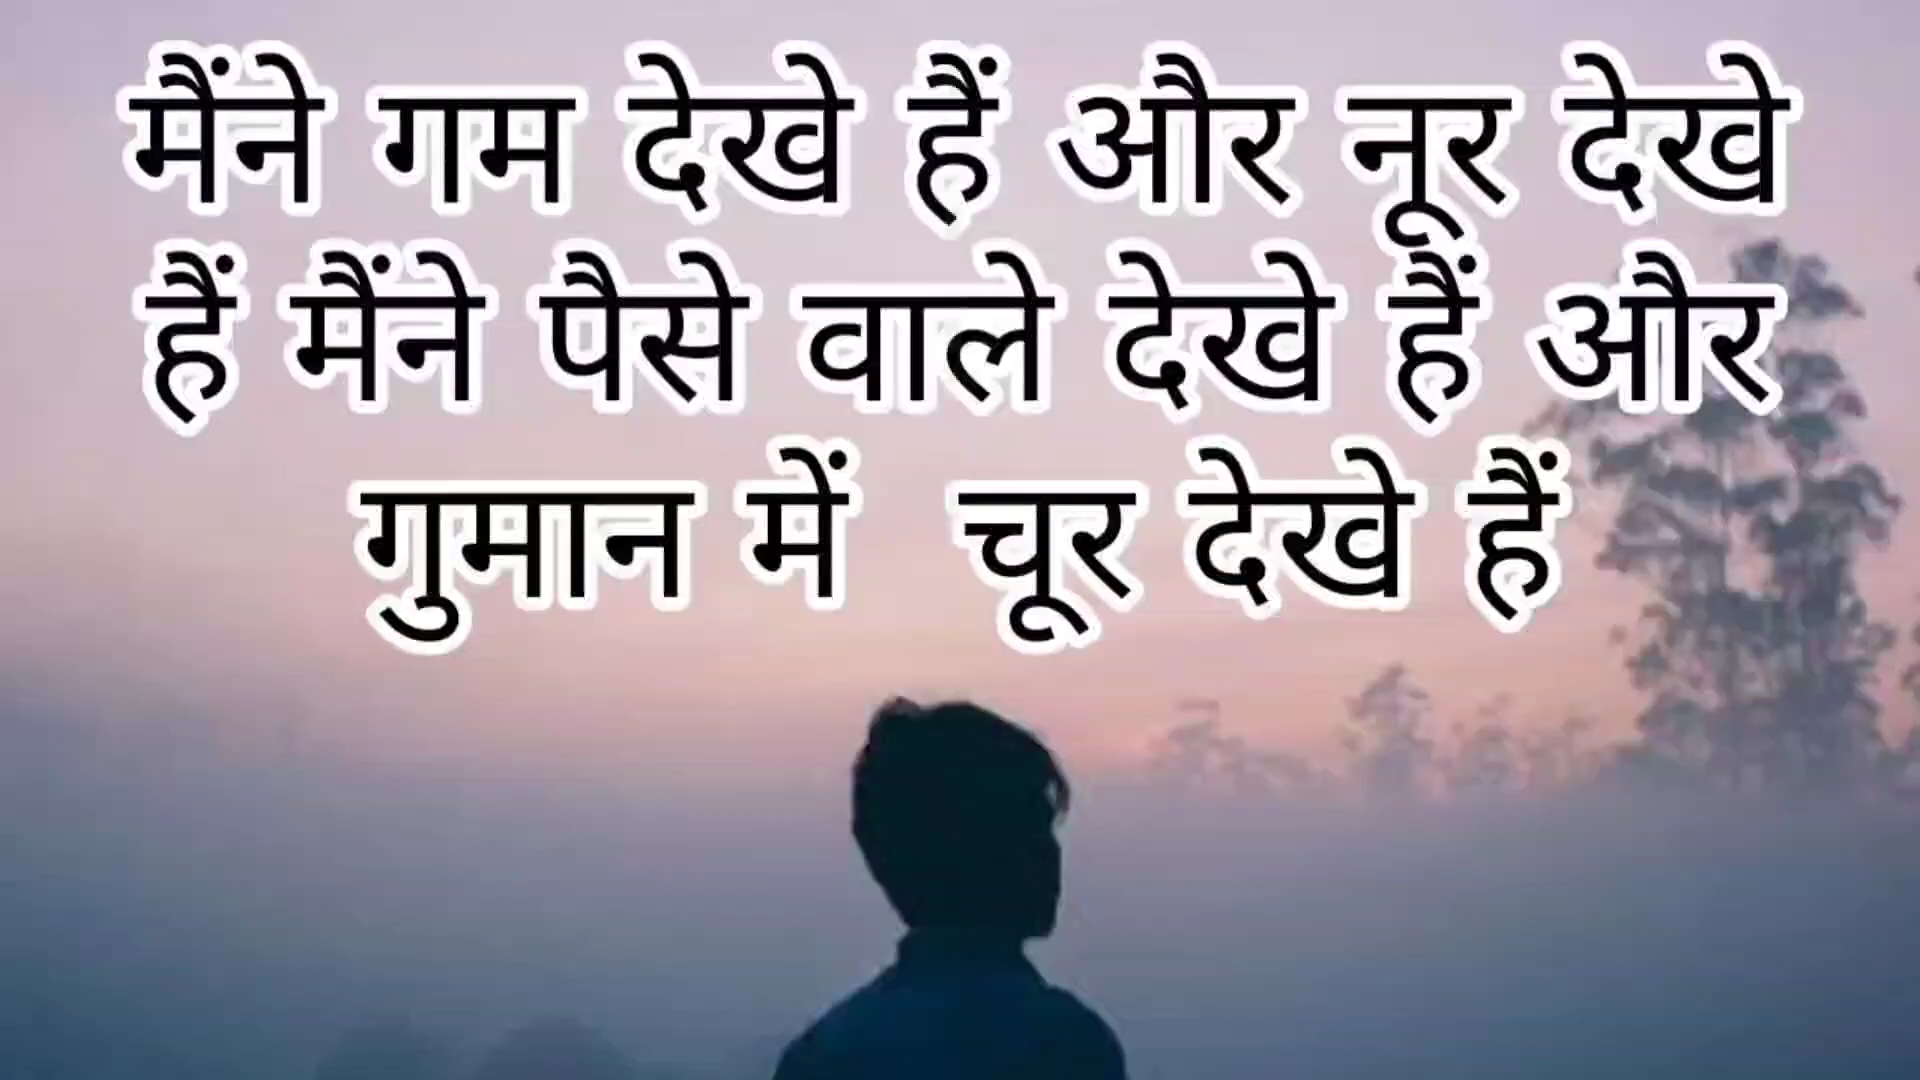 मैंने गम देखे हैं और नूर देखे
हैं मैंने पैसे वाले देखे हैं और
गुमान में  चूर देखे हैं